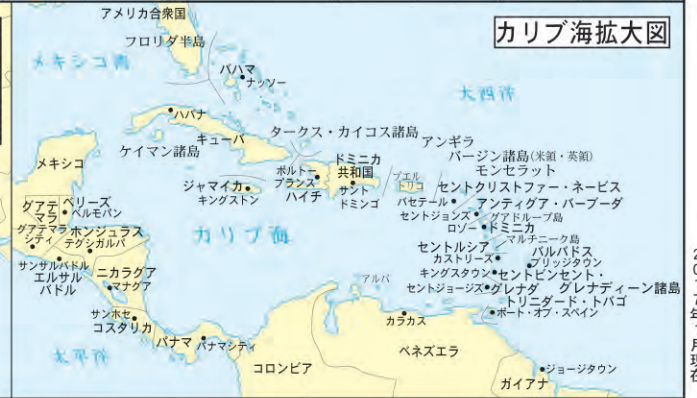 カリブ海拡大図
アメリカ合衆国
フロリダ半島
メキシコ湾
バハマ
ナッソー
大西洋
ハバナ
キューバ
タークス・カイコス諸島
アンギラ
バージン諸島(米領・英領)
モンセラット
ケイマン諸島
メキシコ
ドミニカ
共和国
ポルトー
プランス
ハイチ
サント
ドミンゴ
プエル
トリコ
セントクリストファー・ネービス
バセテール
アンティグア・バーブーダ
セントジョンズ
グアドループ島
ロゾー
ドミニカ
マルチニーク島
ジャマイカ
キングストン
グアテ
マラ
ベリーズ
ベルモパン
グアテマラ
シティ
ホンジュラス
テグシガルパ
カリブ海
セントルシア
カストリーズ
バルバドス
ブリッジタウン
キングスタウン
セントビンセント・
グレナディーン諸島
セントジョージズ
グレナダ
トリニダード・トバゴ
ポート・オブ・スペイン
サンサルバドル
エルサル
バドル
ニカラグア
マナグア
アルバ
サンホセ
コスタリカ
カラカス
太平洋
パナマ
パナマシティ
コロンビア
ベネズエラ
ジョージタウン
ガイアナ